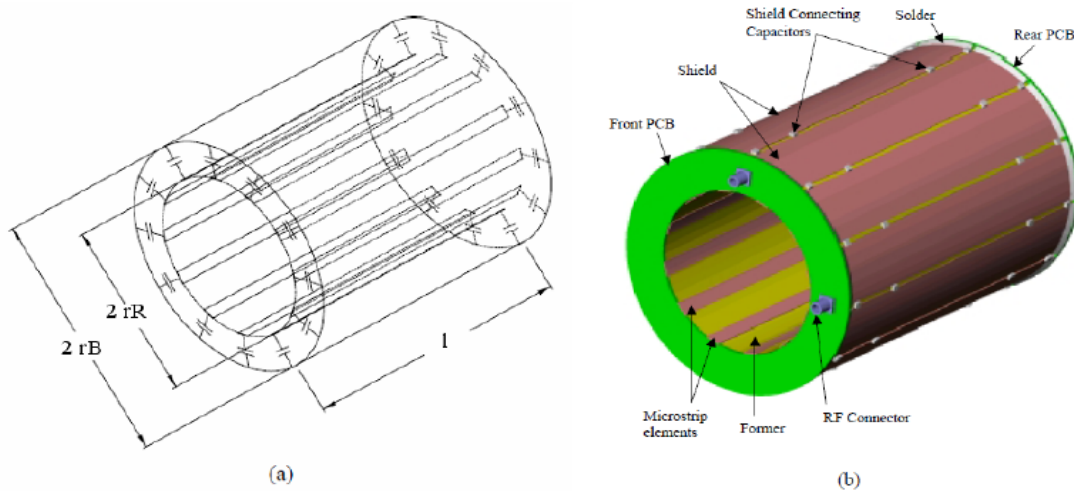 2 rB
2 rR
l
(a)
Shield Connecting
Capacitors
Solder
Rear PCB
Shield
Front PCB
Microstrip
elements
Former
RF Connector
(b)